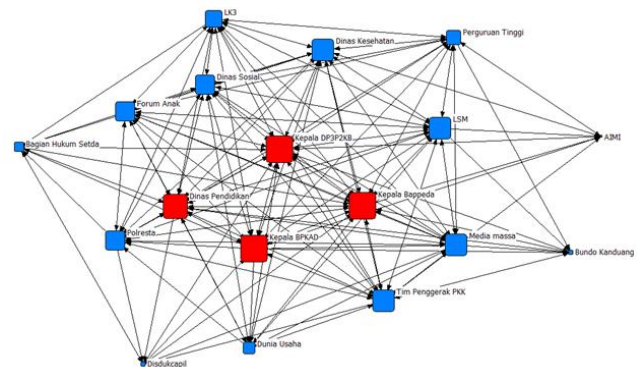 LK3
Perguruan Tinggi
Dinas Kesehatan
Dinas Sosial
Forum Anak
LSM
AIMI
Kepala DP3P2KB
Bagian Hukum Setda
Dinas Pendidikan
Kepala Bappeda
Polresta
Kepala BPKAD
Media massa
Bundo Kanduang
Tim Penggerak PKK
Dunia Usaha
Disdukcapil